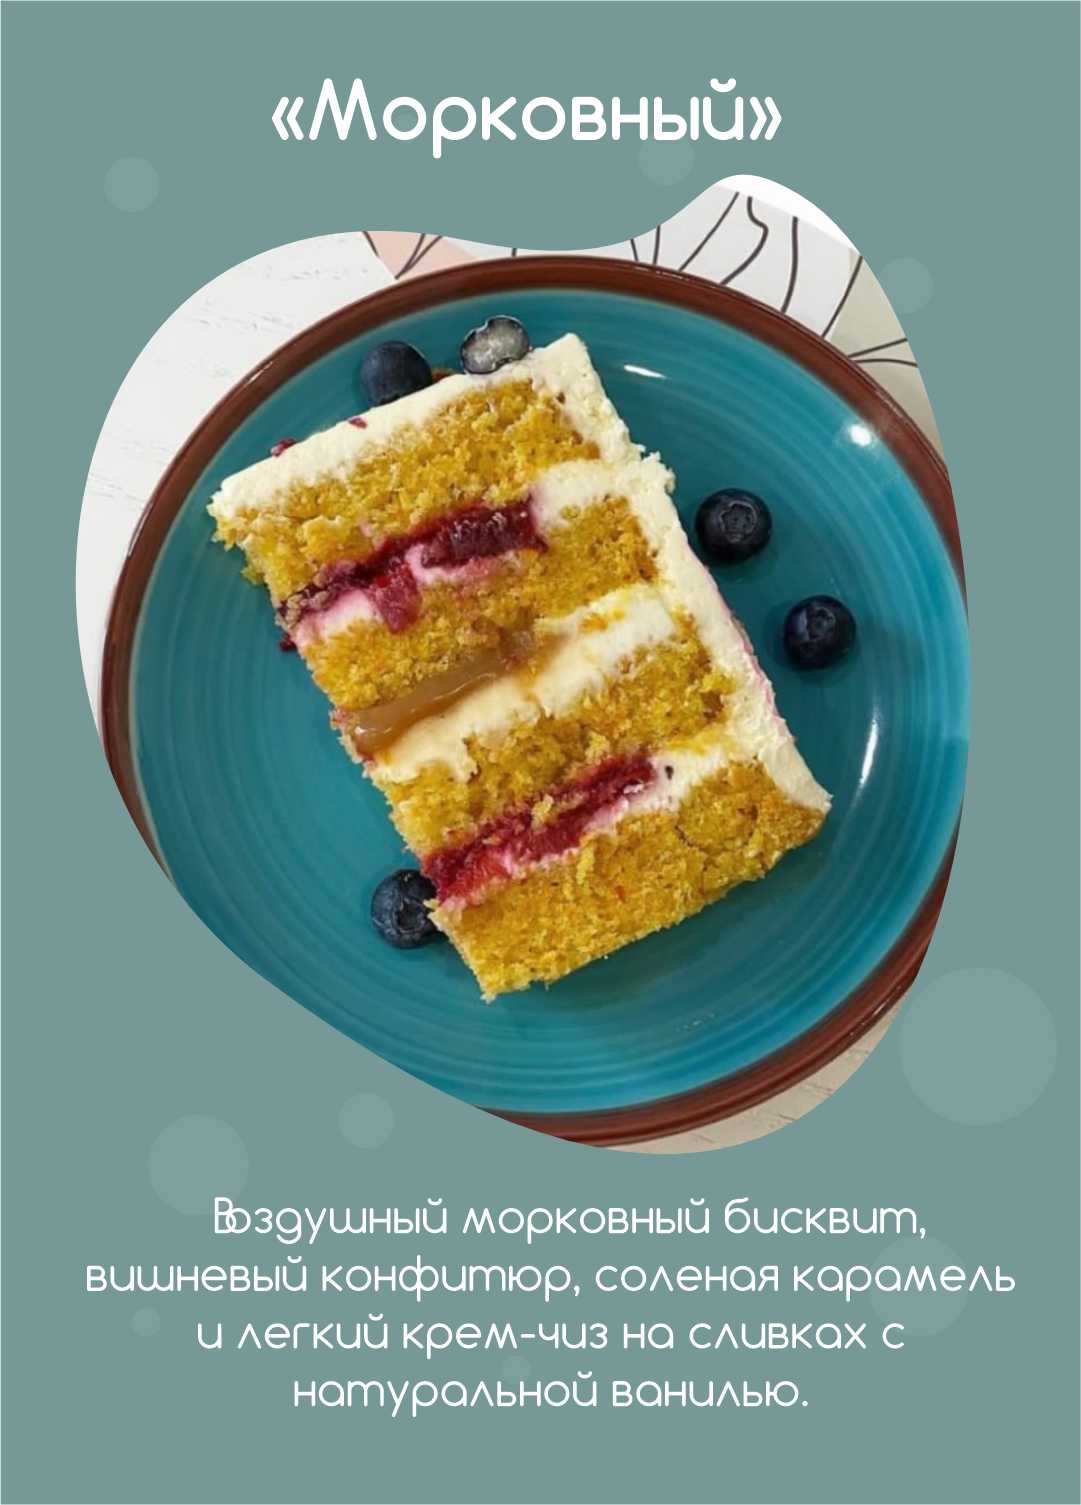 «Морковный»
Воздушный морковный бисквит,
вишневый конфитюр, соленая карамель
и легкий крем-чиз на сливках с
натуральной ванилью.